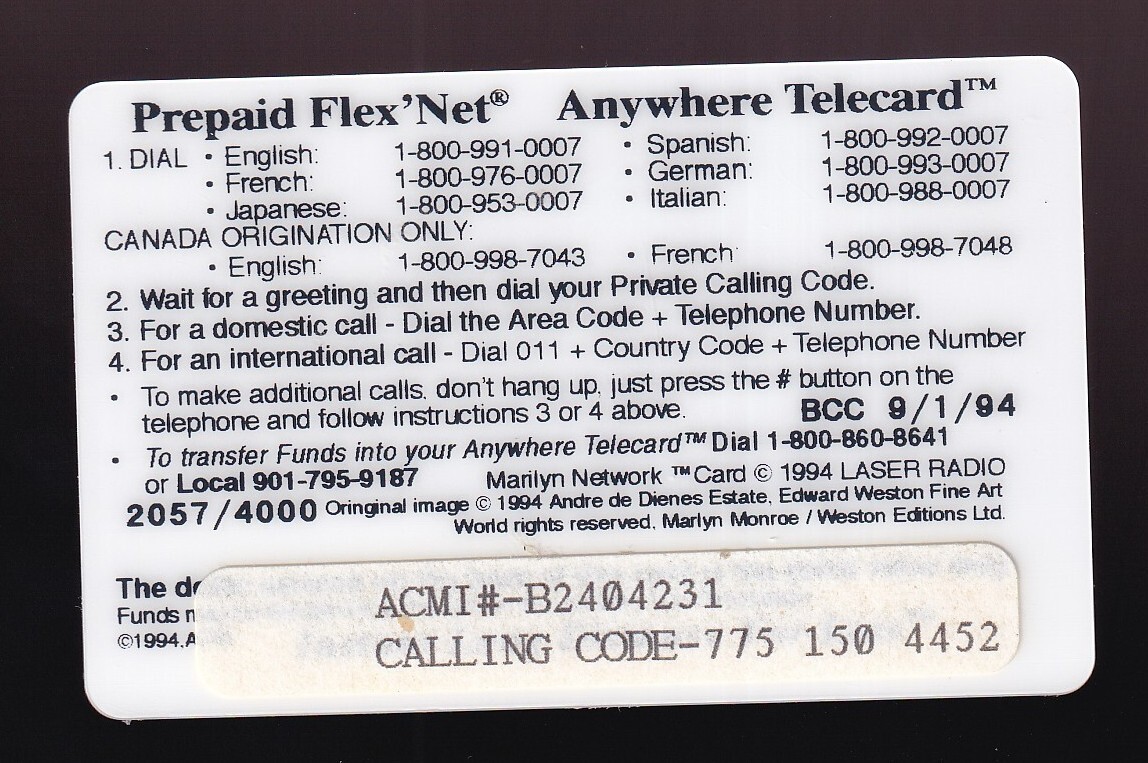 Prepaid Flex'Net® Anywhere Telecard™
1. DIAL • English: 1-800-991-0007 • Spanish: 1-800-992-0007
• French: 1-800-976-0007 • German: 1-800-993-0007
• Japanese: 1-800-953-0007 • Italian: 1-800-988-0007
CANADA ORIGINATION ONLY:
• English: 1-800-998-7043 • French: 1-800-998-7048
2. Wait for a greeting and then dial your Private Calling Code.
3. For a domestic call - Dial the Area Code + Telephone Number.
4. For an international call - Dial 011 + Country Code + Telephone Number
• To make additional calls, don't hang up, just press the # button on the
telephone and follow instructions 3 or 4 above. BCC 9/1/94
• To transfer Funds into your Anywhere Telecard™ Dial 1-800-860-8641
or Local 901-795-9187 Marilyn Network ™ Card © 1994 LASER RADIO
2057/4000 Oringinal image © 1994 Andre de Dienes Estate, Edward Weston Fine Art
World rights reserved, Marlyn Monroe / Weston Editions Ltd.
The de
Funds n
©1994.A
ACMI#-B2404231
CALLING CODE-775 150 4452